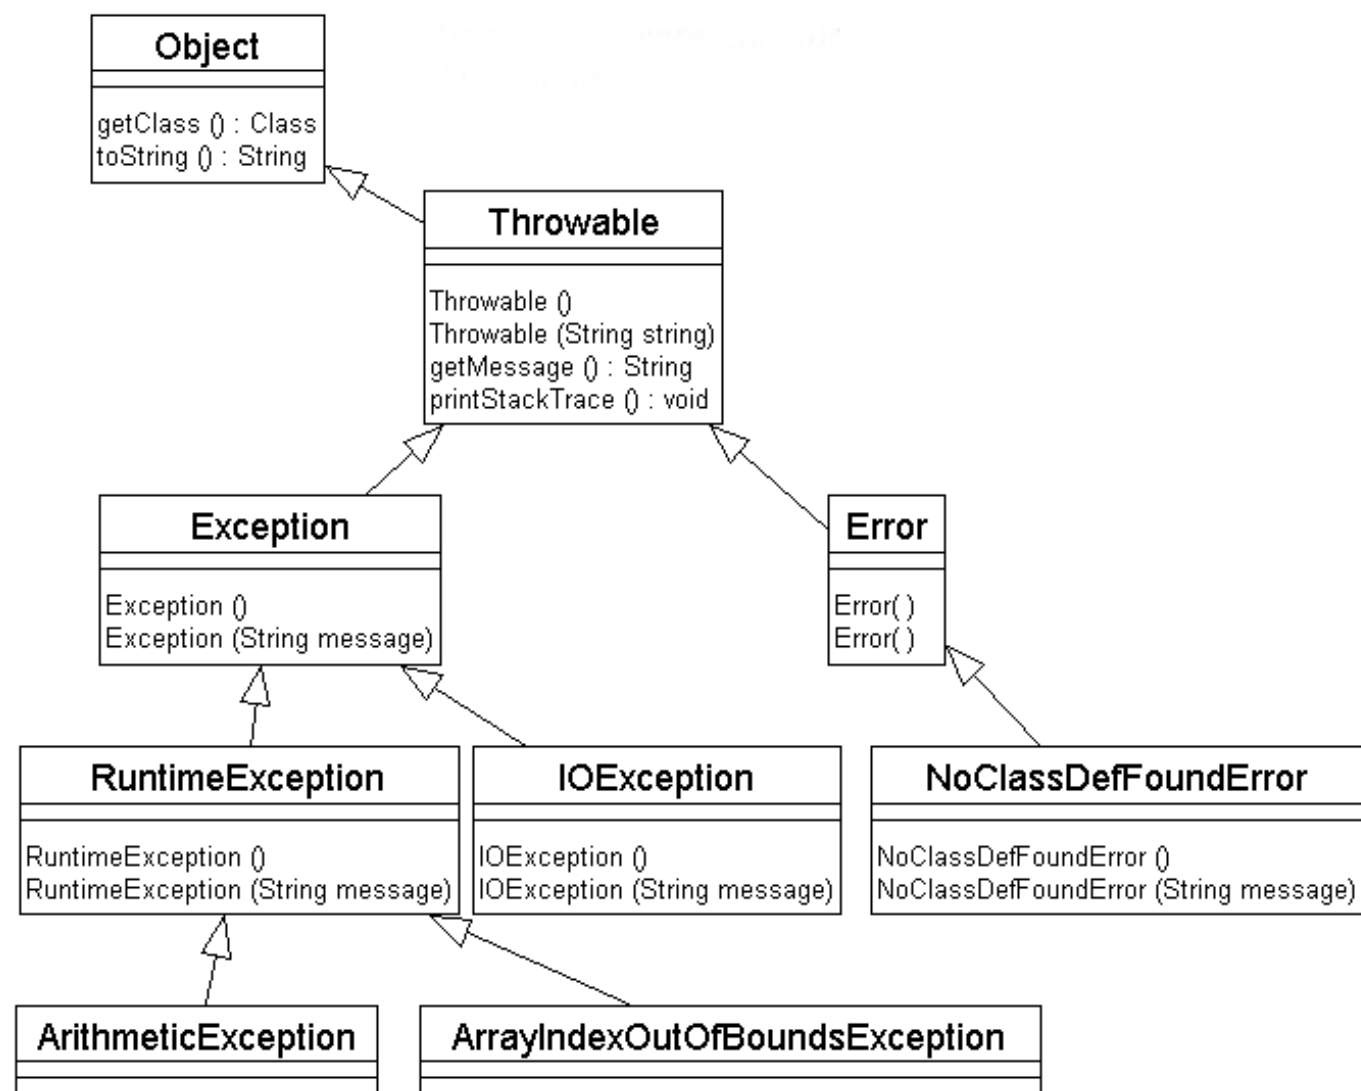 Object
getClass () : Class
toString () : String
Throwable
Throwable ()
Throwable (String string)
getMessage () : String
printStackTrace () : void
Exception
Exception ()
Exception (String message)
Error
Error( )
Error( )
RuntimeException
RuntimeException ()
RuntimeException (String message)
IOException
IOException ()
IOException (String message)
NoClassDefFoundError
NoClassDefFoundError ()
NoClassDefFoundError (String message)
ArithmeticException
ArrayIndexOutOfBoundsException